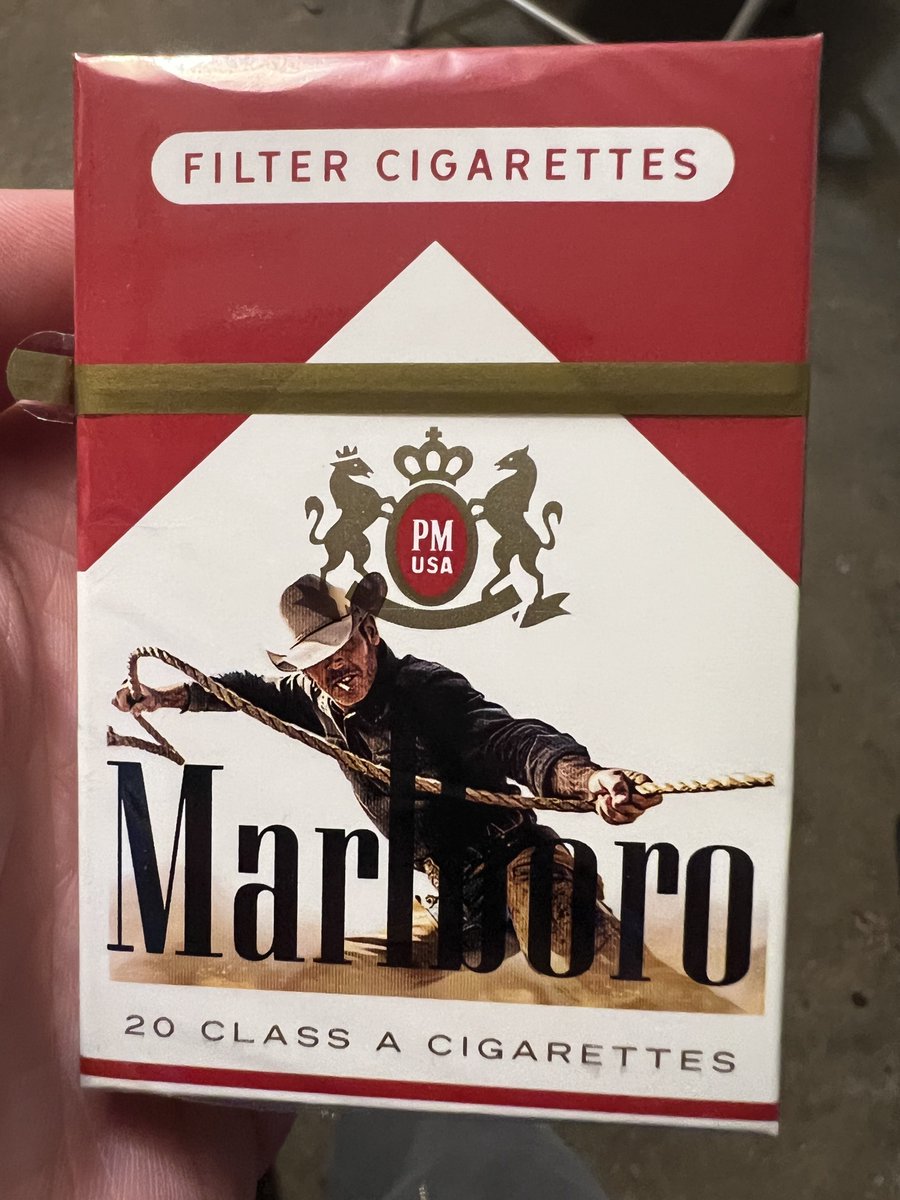 FILTER CIGARETTES
PM
USA
Marlboro
20 CLASS A CIGARETTES